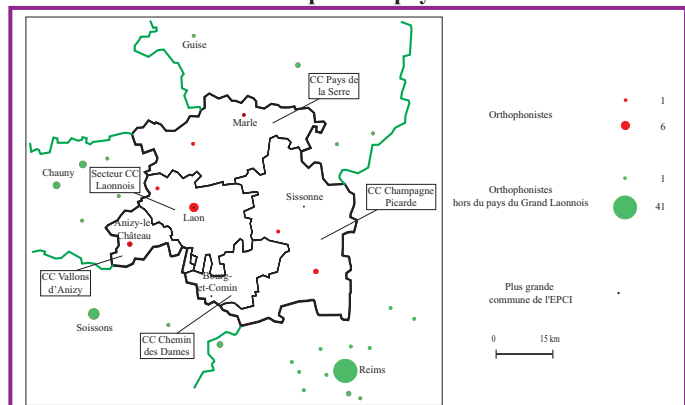 Guise
CC Pays de
la Serre
Marle
Chauny
Secteur CC
Laonnois
Sissonne
CC Champagne
Picarde
Laon
Anizy-le-
Château
CC Vallons
d'Anizy
Bourg-
et-Comin
Soissons
CC Chemin
des Dames
Reims
Orthophonistes
1
6
Orthophonistes
hors du pays du Grand Laonnois
1
41
Plus grande
commune de l'EPCI
0 15 km